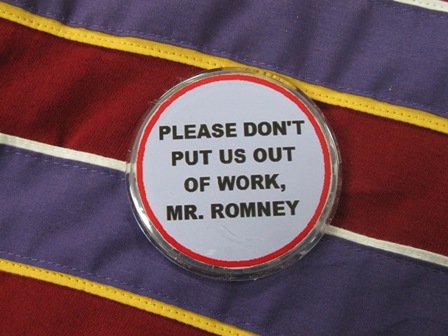 PLEASE DON'T
PUT US OUT
OF WORK,
MR. ROMNEY